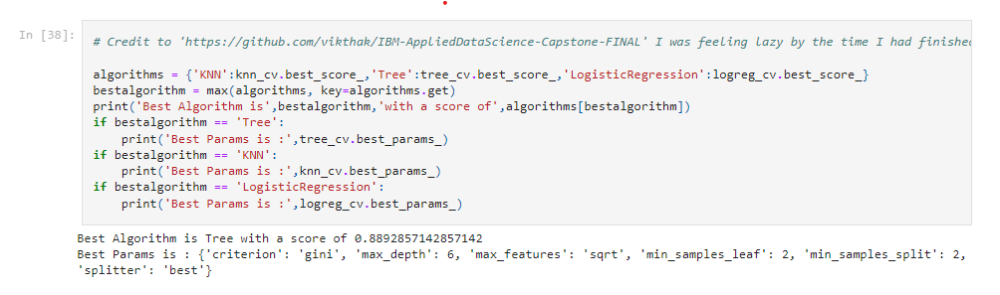 In [38]:
# Credit to 'https://github.com/vikthak/IBM-AppliedDataScience-Capstone-FINAL' I was feeling lazy by the time I had finishe
algorithms = {'KNN':knn_cv.best_score_,'Tree':tree_cv.best_score_,'LogisticRegression':logreg_cv.best_score_}
bestalgorithm = max(algorithms, key=algorithms.get)
print('Best Algorithm is',bestalgorithm,'with a score of',algorithms[bestalgorithm])
if bestalgorithm == 'Tree':
    print('Best Params is :',tree_cv.best_params_)
if bestalgorithm == 'KNN':
    print('Best Params is :',knn_cv.best_params_)
if bestalgorithm == 'LogisticRegression':
    print('Best Params is :',logreg_cv.best_params_)
Best Algorithm is Tree with a score of 0.8892857142857142
Best Params is : {'criterion': 'gini', 'max_depth': 6, 'max_features': 'sqrt', 'min_samples_leaf': 2, 'min_samples_split': 2,
'splitter': 'best'}